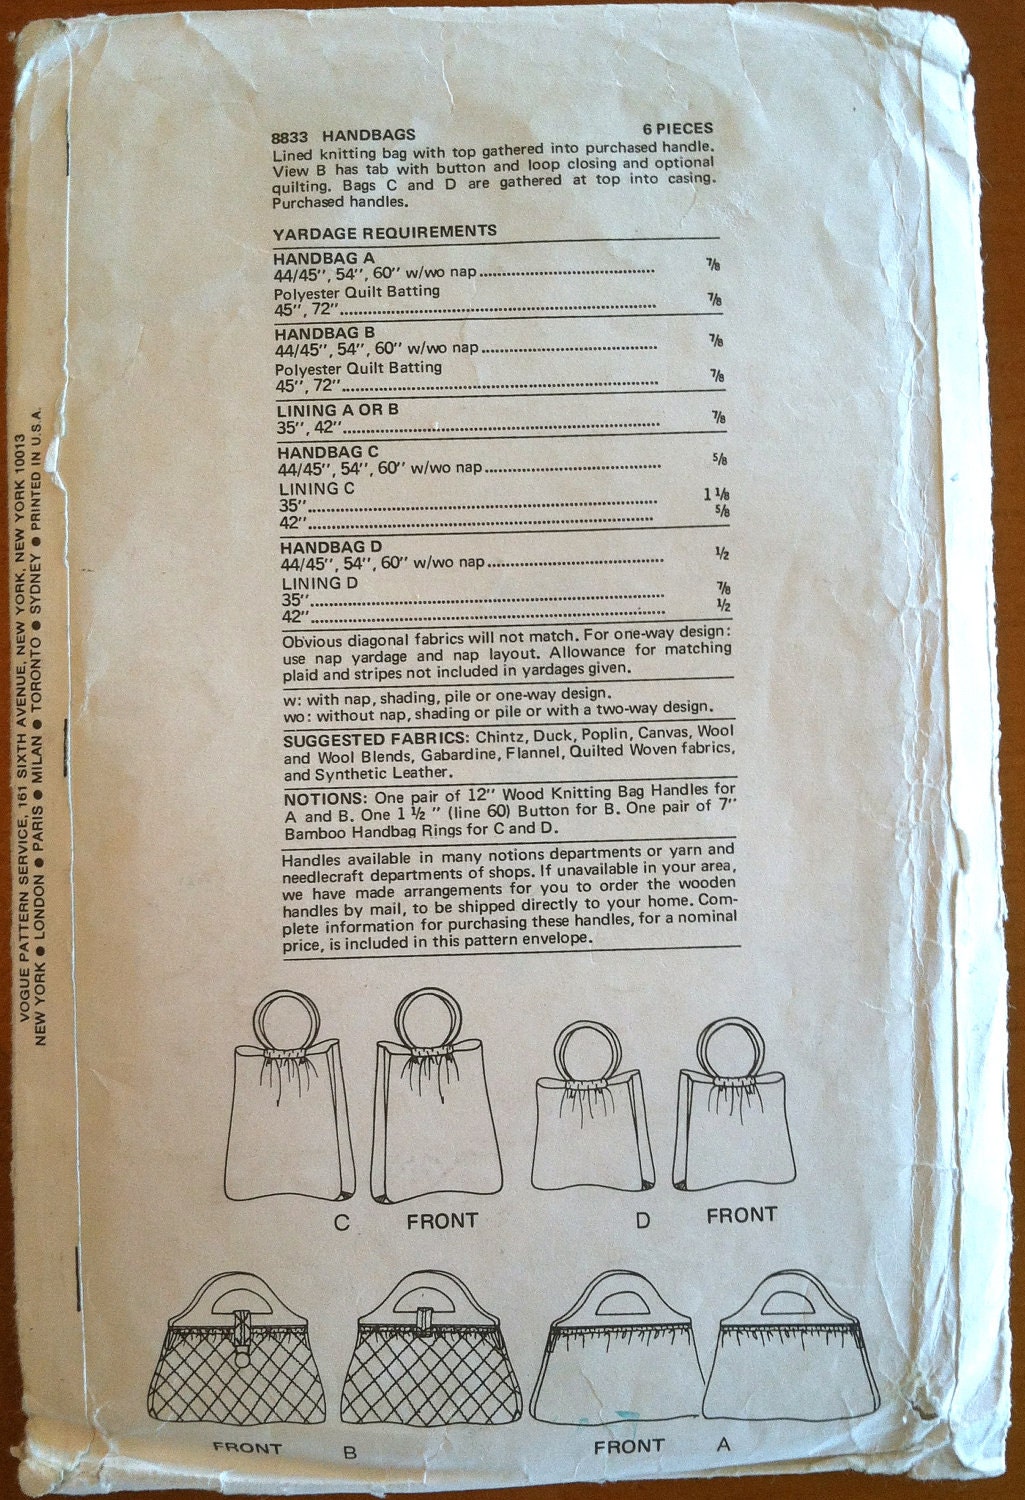 8833 HANDBAGS 6 PIECES
Lined knitting bag with top gathered into purchased handle.
View B has tab with button and loop closing and optional
quilting. Bags C and D are gathered at top into casing.
Purchased handles.
YARDAGE REQUIREMENTS
HANDBAG A
44/45", 54", 60" w/wo nap 7/8
Polyester Quilt Batting
45", 72" 7/8
HANDBAG B
44/45", 54", 60" w/wo nap 7/8
Polyester Quilt Batting
45", 72" 7/8
LINING A OR B
35", 42" 7/8
HANDBAG C
44/45", 54", 60" w/wo nap 5/8
LINING C
35" 1 1/8
42" 5/8
HANDBAG D
44/45", 54", 60" w/wo nap 1/2
LINING D
35" 7/8
42" 1/2
Obvious diagonal fabrics will not match. For one-way design:
use nap yardage and nap layout. Allowance for matching
plaid and stripes not included in yardages given.
w: with nap, shading, pile or one-way design.
wo: without nap, shading or pile or with a two-way design.
SUGGESTED FABRICS: Chintz, Duck, Poplin, Canvas, Wool
and Wool Blends, Gabardine, Flannel, Quilted Woven fabrics,
and Synthetic Leather.
NOTIONS: One pair of 12" Wood Knitting Bag Handles for
A and B. One 1 1/2 " (line 60) Button for B. One pair of 7"
Bamboo Handbag Rings for C and D.
Handles available in many notions departments or yarn and
needlecraft departments of shops. If unavailable in your area,
we have made arrangements for you to order the wooden
handles by mail, to be shipped directly to your home. Com-
plete information for purchasing these handles, for a nominal
price, is included in this pattern envelope.
C FRONT D FRONT
FRONT B FRONT A
VOGUE PATTERN SERVICE, 161 SIXTH AVENUE, NEW YORK, NEW YORK 10013
NEW YORK ● LONDON ● PARIS ● MILAN ● TORONTO ● SYDNEY ● PRINTED IN U.S.A.